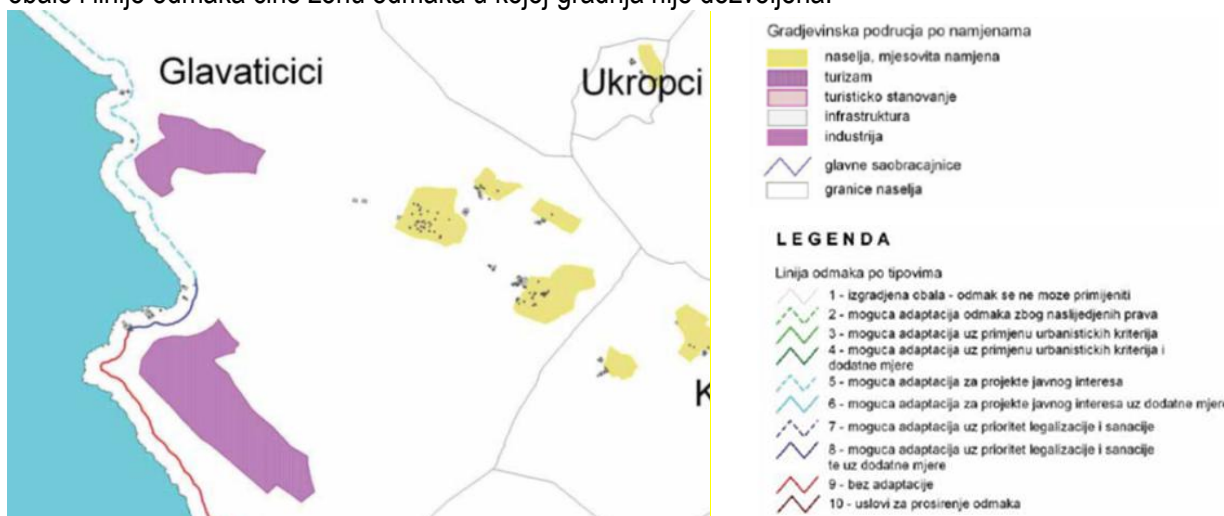 obale i linije odmaka čine zonu odmaka u kojoj gradnja nije dozvoljena.
Glavaticici
Ukropci
K
Gradjevinska podrucja po namjenama
naselja, mjesovita namjena
turizam
turisticko stanovanje
infrastruktura
industrija
glavne saobracajnice
granice naselja
LEGENDA
Linija odmaka po tipovima
1 - izgradjena obala - odmak se ne moze primijeniti
2 - moguca adaptacija odmaka zbog naslijedjenih prava
3 - moguca adaptacija uz primjenu urbanistickih kriterija
4 - moguca adaptacija uz primjenu urbanistickih kriterija i
dodatne mjere
5 - moguca adaptacija za projekte javnog interesa
6 - moguca adaptacija za projekte javnog interesa uz dodatne mjere
7 - moguca adaptacija uz prioritet legalizacije i sanacije
8 - moguca adaptacija uz prioritet legalizacije i sanacije
te uz dodatne mjere
9 - bez adaptacije
10 - uslovi za prosirenje odmaka